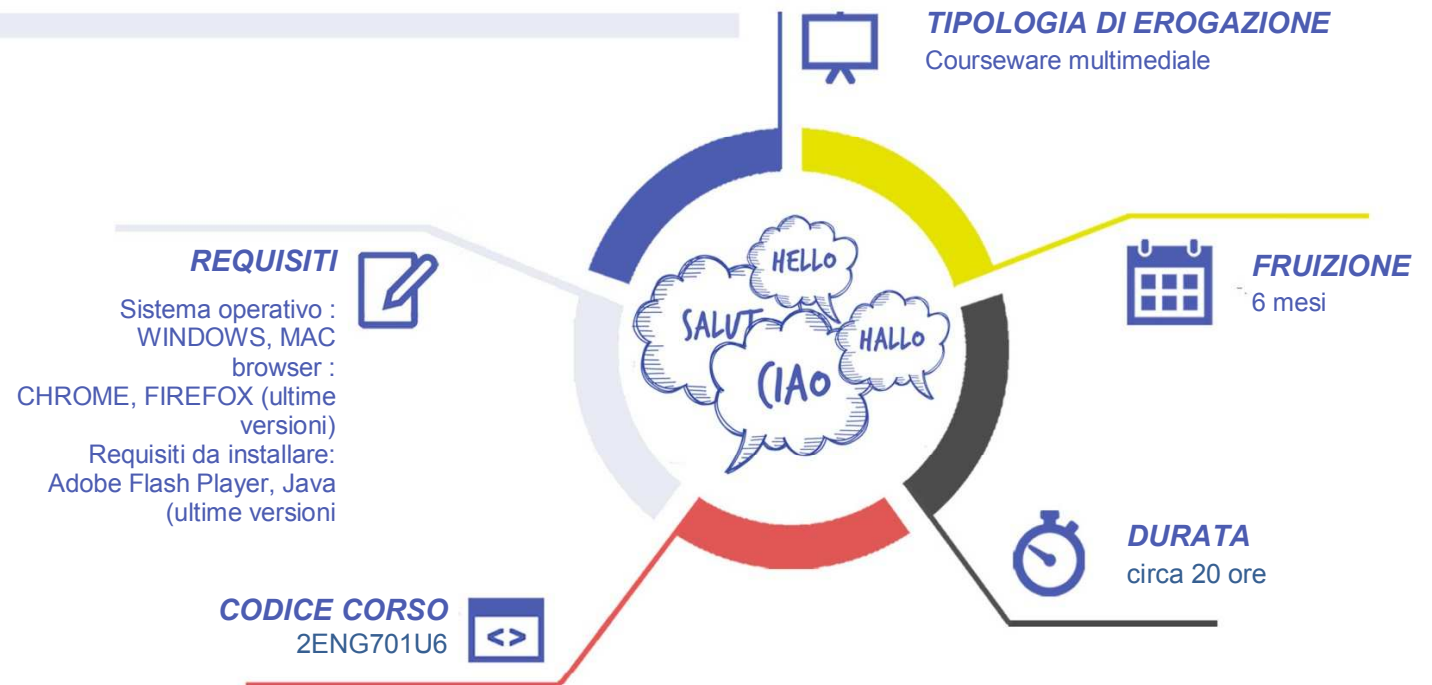 TIPOLOGIA DI EROGAZIONE
Courseware multimediale
REQUISITI
Sistema operativo :
WINDOWS, MAC
browser :
CHROME, FIREFOX (ultime
versioni)
Requisiti da installare:
Adobe Flash Player, Java
(ultime versioni
HELLO
SALUT
HALLO
CIAO
FRUIZIONE
6 mesi
DURATA
circa 20 ore
CODICE CORSO
2ENG701U6
<>